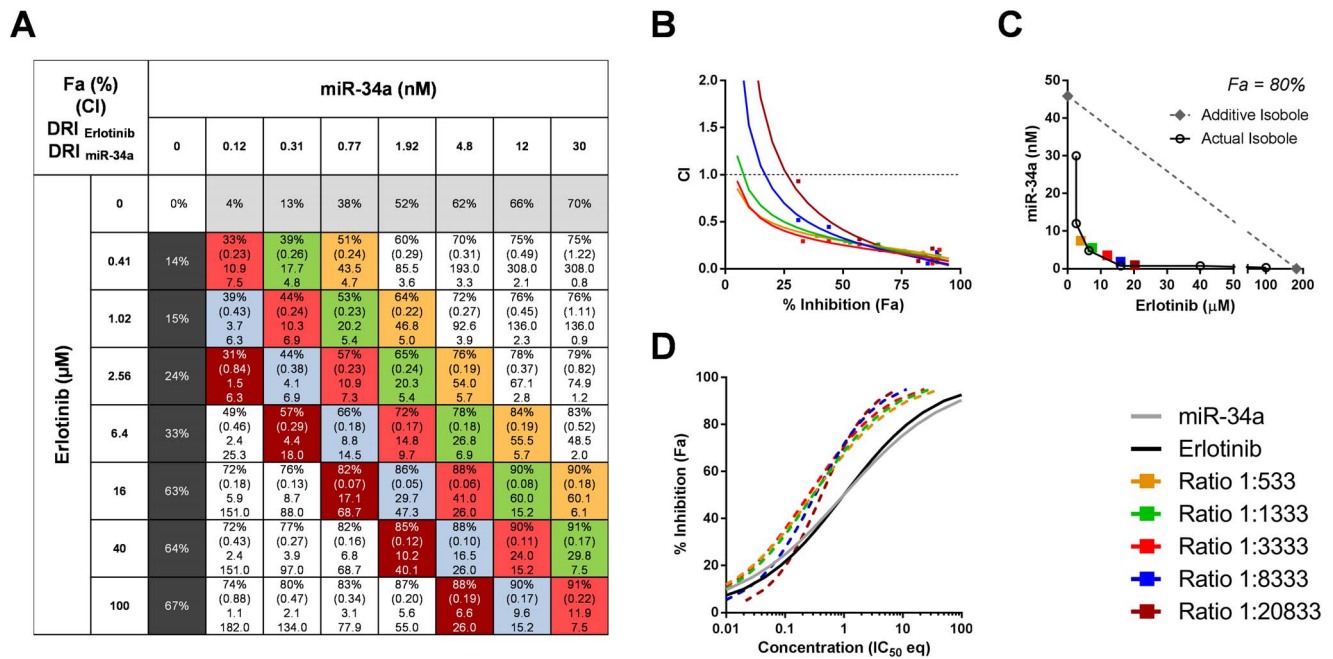 A
Fa (%)
(CI)
DRI Erlotinib
DRI miR-34a
miR-34a (nM)
0 0.12 0.31 0.77 1.92 4.8 12 30
Erlotinib (µM)
0 0% 4% 13% 38% 52% 62% 66% 70%
33% 39% 51% 60% 70% 75% 75%
(0.23) (0.26) (0.24) (0.29) (0.31) (0.49) (1.22)
0.41 14% 10.9 17.7 43.5 85.5 193.0 308.0 308.0
7.5 4.8 4.7 3.6 3.3 2.1 0.8
39% 44% 53% 64% 72% 76% 76%
(0.43) (0.24) (0.23) (0.22) (0.27) (0.45) (1.11)
1.02 15% 3.7 10.3 20.2 46.8 92.6 136.0 136.0
6.3 6.9 5.4 5.0 3.9 2.3 0.9
31% 44% 57% 65% 76% 78% 79%
(0.84) (0.38) (0.23) (0.24) (0.19) (0.37) (0.82)
2.56 24% 1.5 4.1 10.9 20.3 54.0 67.1 74.9
6.3 6.9 7.3 5.4 5.7 2.8 1.2
49% 57% 66% 72% 78% 84% 83%
(0.46) (0.29) (0.18) (0.17) (0.18) (0.19) (0.52)
6.4 33% 2.4 4.4 8.8 14.8 26.8 55.5 48.5
25.3 18.0 14.5 9.7 6.9 5.7 2.0
72% 76% 82% 86% 88% 90% 90%
(0.18) (0.13) (0.07) (0.05) (0.06) (0.08) (0.18)
16 63% 5.9 8.7 17.1 29.7 41.0 60.0 60.1
151.0 88.0 68.7 47.3 26.0 15.2 6.1
72% 77% 82% 85% 88% 90% 91%
(0.43) (0.27) (0.16) (0.12) (0.10) (0.11) (0.17)
40 64% 2.4 3.9 6.8 10.2 16.5 24.0 29.8
151.0 97.0 68.7 40.1 26.0 15.2 7.5
74% 80% 83% 87% 88% 90% 91%
(0.88) (0.47) (0.34) (0.20) (0.19) (0.17) (0.22)
100 67% 1.1 2.1 3.1 5.6 6.6 9.6 11.9
182.0 134.0 77.9 55.0 26.0 15.2 7.5
B
CI
2.0
1.5
1.0
0.5
0.0
0 25 50 75 100
% Inhibition (Fa)
C
miR-34a (nM)
50
40
30
20
10
0
Fa = 80%
Additive Isobole
Actual Isobole
0 10 20 30 40 50 100 200
Erlotinib (µM)
D
% Inhibition (Fa)
100
80
60
40
20
0
0.01 0.1 1 10 100
Concentration (IC50 eq)
miR-34a
Erlotinib
Ratio 1:533
Ratio 1:1333
Ratio 1:3333
Ratio 1:8333
Ratio 1:20833